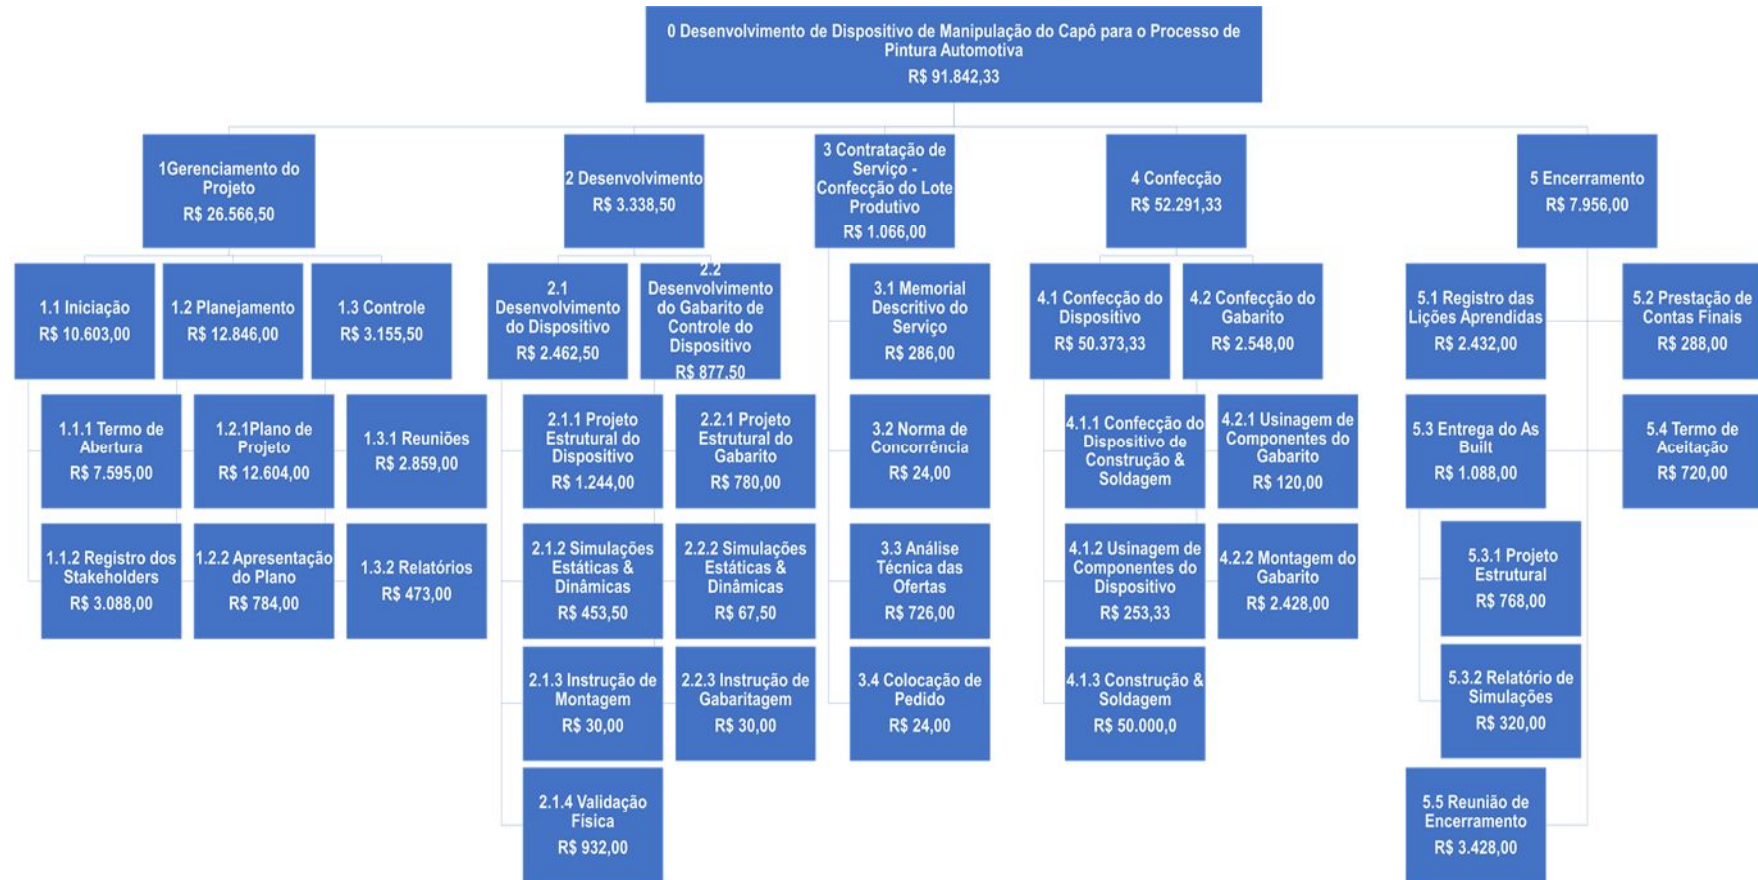 0 Desenvolvimento de Dispositivo de Manipulação do Capô para o Processo de
Pintura Automotiva
R$ 91.842,33
1Gerenciamento do
Projeto
R$ 26.566,50
2 Desenvolvimento
R$ 3.338,50
3 Contratação de
Serviço -
Confecção do Lote
Produtivo
R$ 1.066,00
4 Confecção
R$ 52.291,33
5 Encerramento
R$ 7.956,00
1.1 Iniciação
R$ 10.603,00
1.2 Planejamento
R$ 12.846,00
1.3 Controle
R$ 3.155,50
2.1
Desenvolvimento
do Dispositivo
R$ 2.462,50
2.2
Desenvolvimento
do Gabarito de
Controle do
Dispositivo
R$ 877,50
3.1 Memorial
Descritivo do
Serviço
R$ 286,00
4.1 Confecção do
Dispositivo
R$ 50.373,33
4.2 Confecção do
Gabarito
R$ 2.548,00
5.1 Registro das
Lições Aprendidas
R$ 2.432,00
5.2 Prestação de
Contas Finais
R$ 288,00
1.1.1 Termo de
Abertura
R$ 7.595,00
1.2.1Plano de
Projeto
R$ 12.604,00
1.3.1 Reuniões
R$ 2.859,00
2.1.1 Projeto
Estrutural do
Dispositivo
R$ 1.244,00
2.2.1 Projeto
Estrutural do
Gabarito
R$ 780,00
3.2 Norma de
Concorrência
R$ 24,00
4.1.1 Confecção do
Dispositivo de
Construção &
Soldagem
4.2.1 Usinagem de
Componentes do
Gabarito
R$ 120,00
5.3 Entrega do As
Built
R$ 1.088,00
5.4 Termo de
Aceitação
R$ 720,00
1.1.2 Registro dos
Stakeholders
R$ 3.088,00
1.2.2 Apresentação
do Plano
R$ 784,00
1.3.2 Relatórios
R$ 473,00
2.1.2 Simulações
Estáticas &
Dinâmicas
R$ 453,50
2.2.2 Simulações
Estáticas &
Dinâmicas
R$ 67,50
3.3 Análise
Técnica das
Ofertas
R$ 726,00
4.1.2 Usinagem de
Componentes do
Dispositivo
R$ 253,33
4.2.2 Montagem do
Gabarito
R$ 2.428,00
5.3.1 Projeto
Estrutural
R$ 768,00
2.1.3 Instrução de
Montagem
R$ 30,00
2.2.3 Instrução de
Gabaritagem
R$ 30,00
3.4 Colocação de
Pedido
R$ 24,00
4.1.3 Construção &
Soldagem
R$ 50.000,0
5.3.2 Relatório de
Simulações
R$ 320,00
2.1.4 Validação
Física
R$ 932,00
5.5 Reunião de
Encerramento
R$ 3.428,00